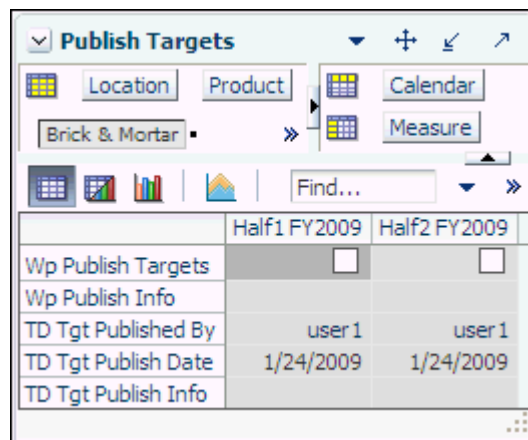 Publish Targets
Location Product
Calendar
Brick & Mortar
Measure
Find...
Half1 FY2009 Half2 FY2009
Wp Publish Targets
Wp Publish Info
TD Tgt Published By user1 user1
TD Tgt Publish Date 1/24/2009 1/24/2009
TD Tgt Publish Info